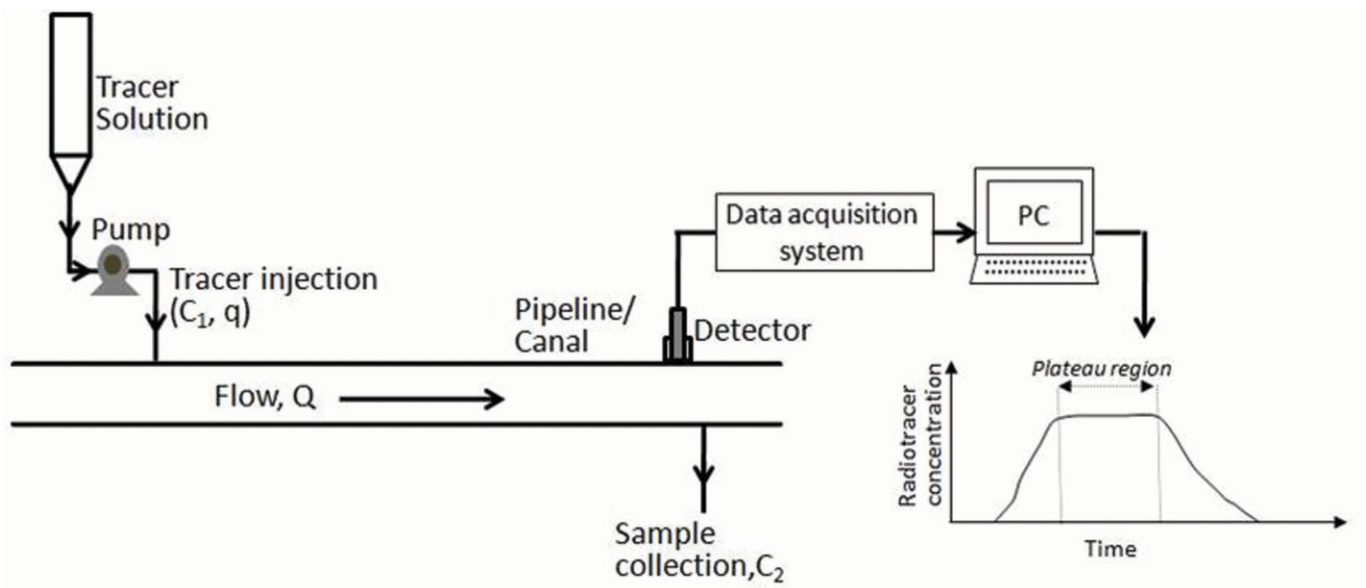 Tracer
Solution
Pump
Tracer injection
(C₁, q)
Pipeline/
Canal
Detector
Data acquisition
system
PC
Flow, Q
Sample
collection,C₂
Plateau region
Radiotracer
concentration
Time